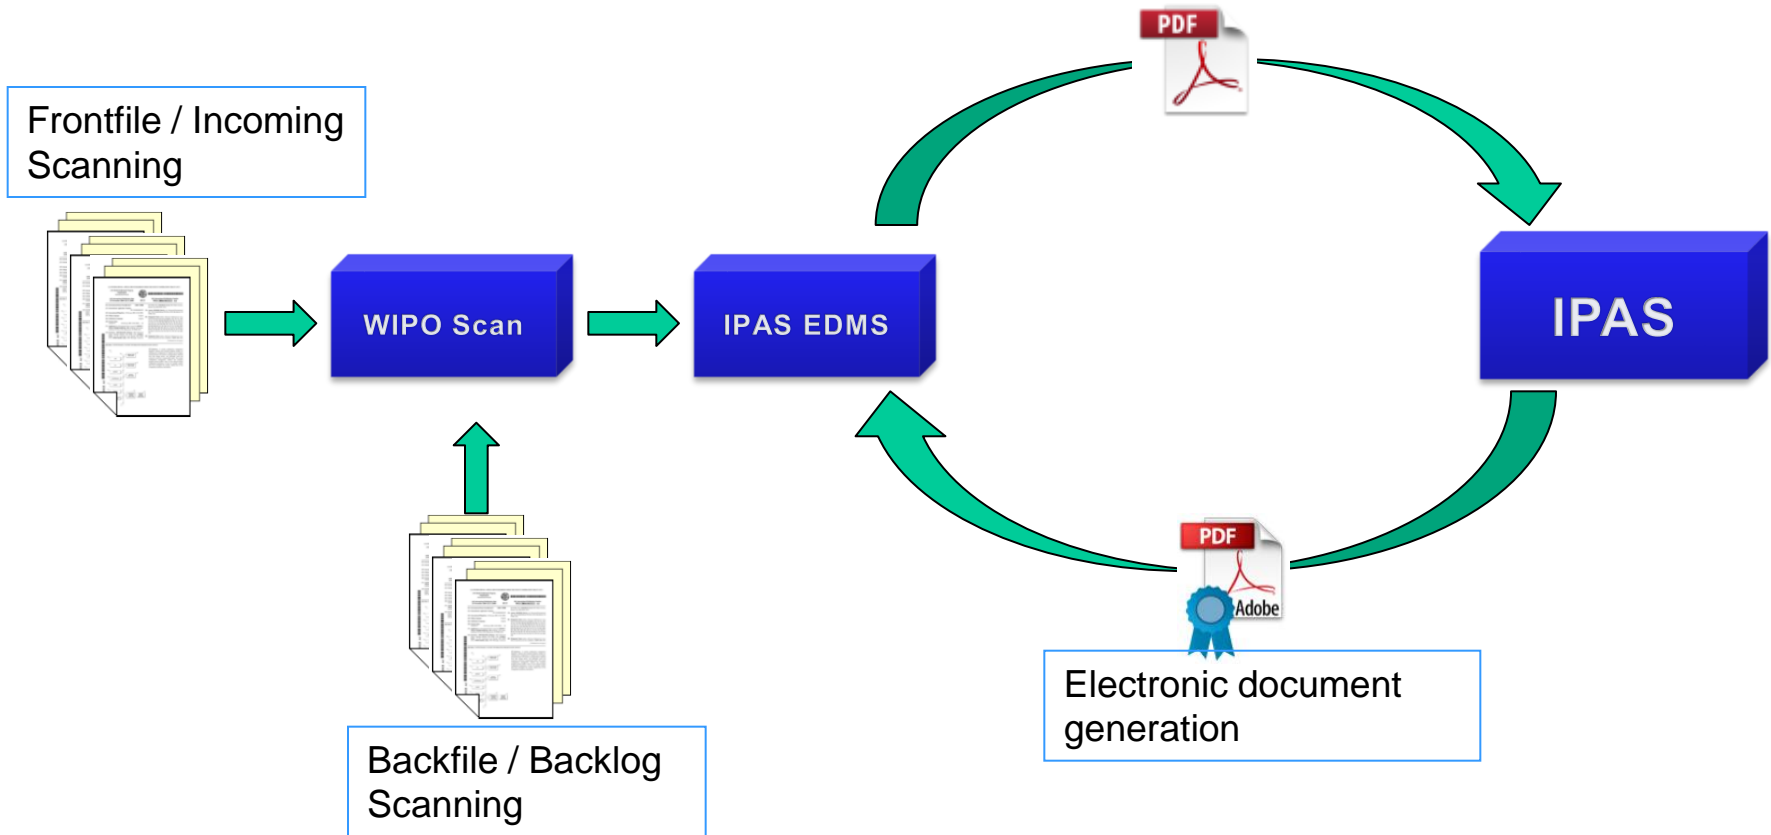 PDF
Frontfile / Incoming
Scanning
WIPO Scan
IPAS EDMS
IPAS
PDF
Adobe
Electronic document
generation
Backfile / Backlog
Scanning